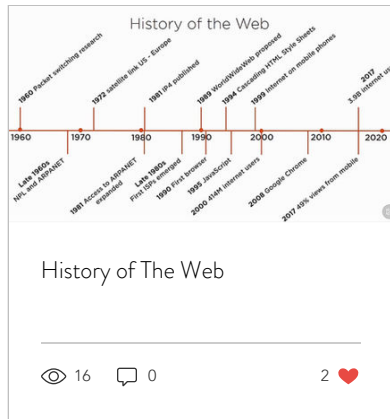 History of the Web
1960 Packet switching research
1972 satellite link US - Europe
1981 IP4 published
1989 WorldWideWeb proposed
1994 Cascading HTML Style Sheets
1999 Internet on mobile phones
2017
3.9B Internet us
1960
1970
1980
1990
2000
2010
2020
Late 1960s
NPL and ARPANET
1981 Access to ARPANET
expanded
Late 1980s
First ISPs emerged
1990 First browser
1995 JavaScript
2000 414M internet users
2008 Google Chrome
2017 49% views from mobile
History of The Web
16
0
2